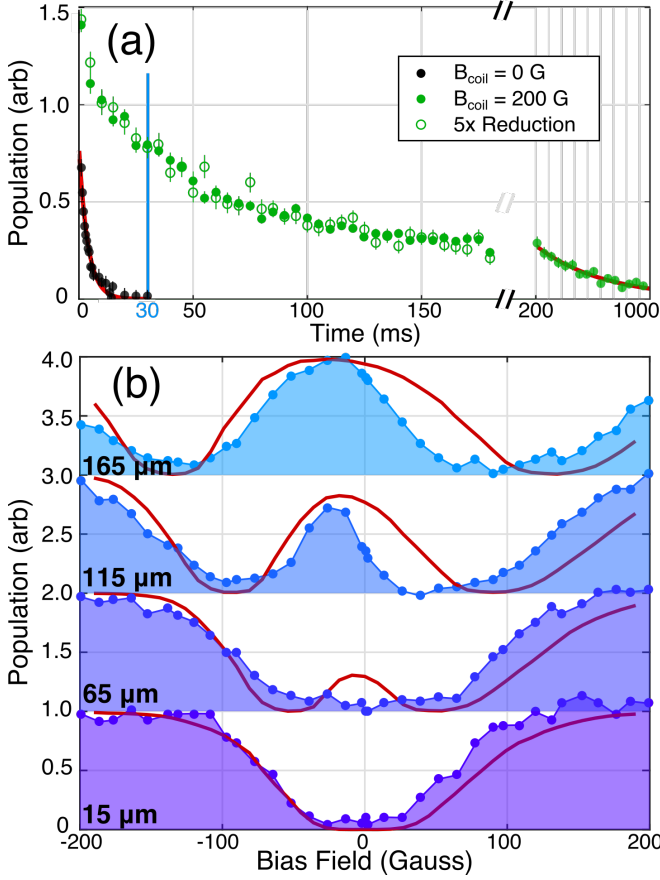 (a)
Population (arb)
1.5
1.0
0.5
0
B_coil = 0 G
B_coil = 200 G
5x Reduction
//
//
0 30 50 100 150 200 1000
Time (ms)
(b)
Population (arb)
4.0
3.5
165 µm
3.0
2.5
115 µm
2.0
1.5
65 µm
1.0
0.5
15 µm
0
-200 -100 0 100 200
Bias Field (Gauss)